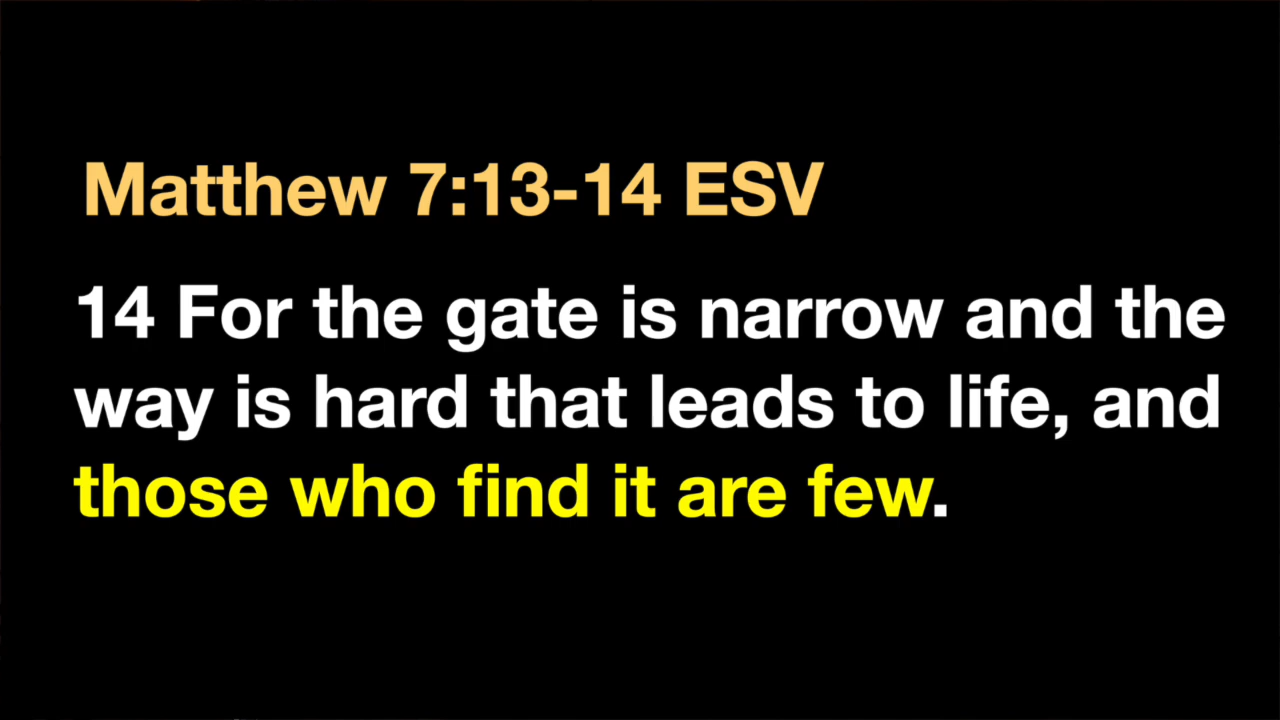 Matthew 7:13-14 ESV
14 For the gate is narrow and the
way is hard that leads to life, and
those who find it are few.